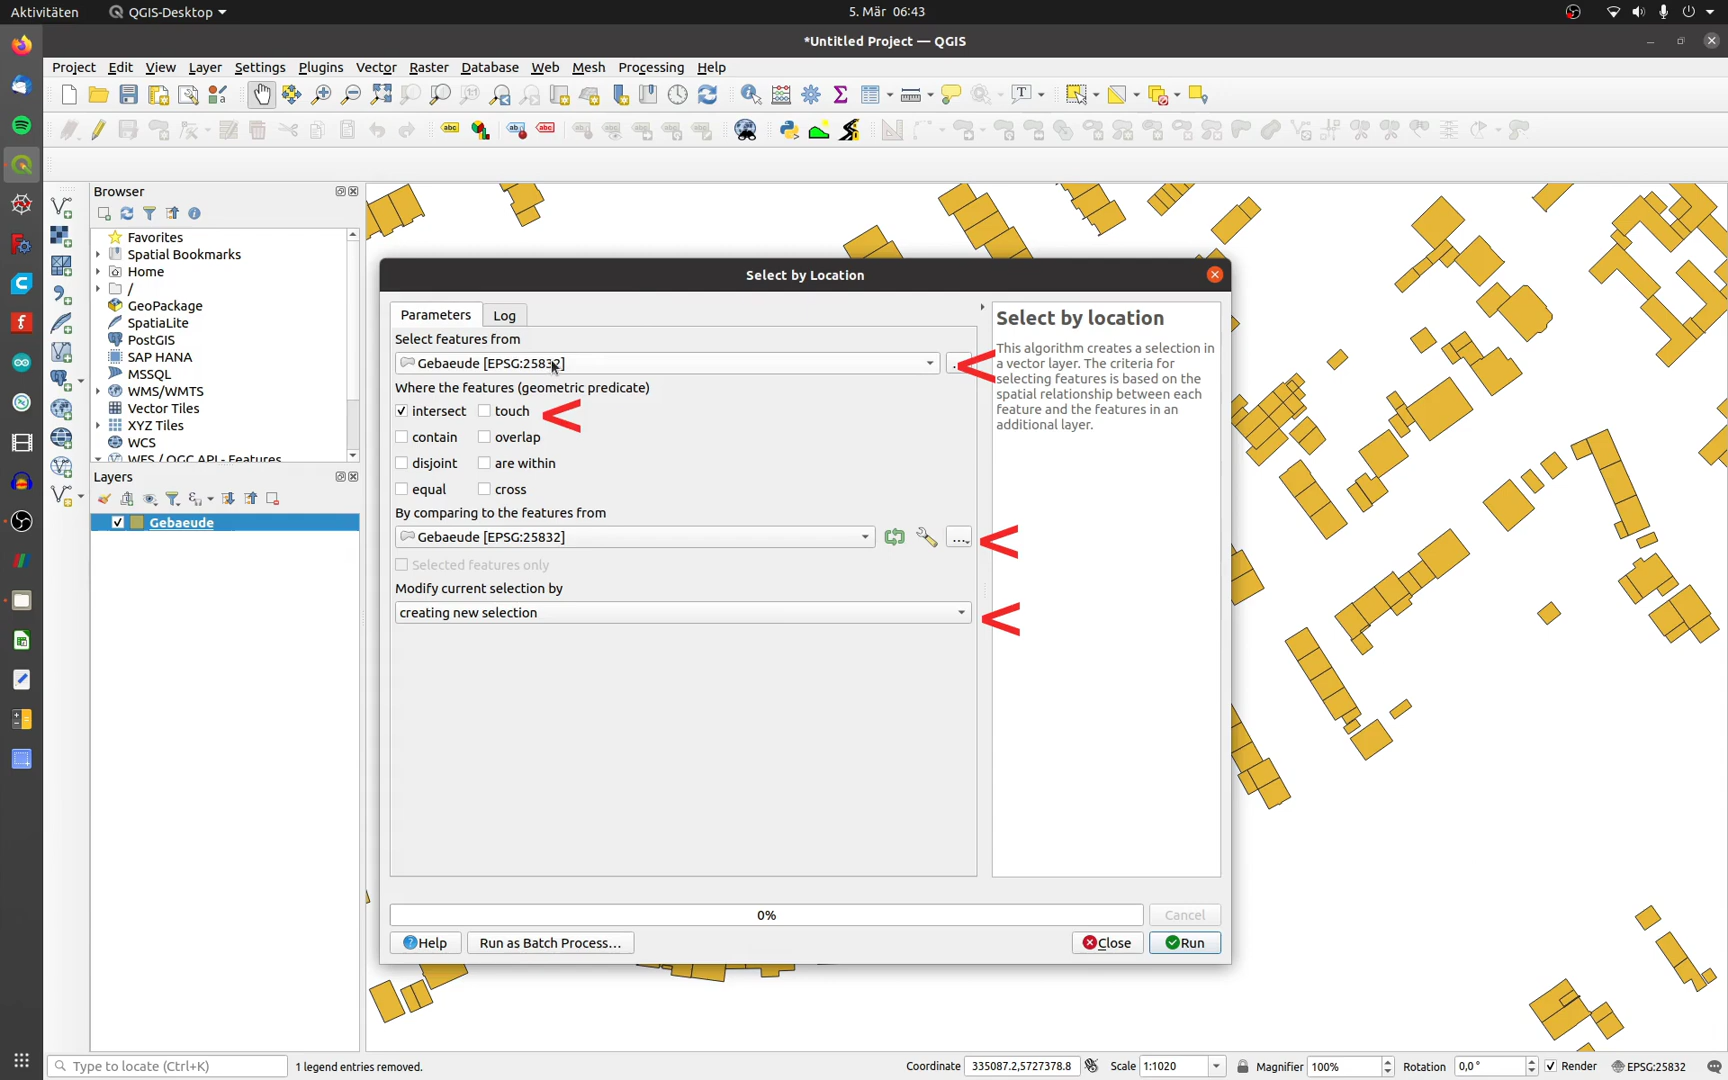 Aktivitäten
QGIS-Desktop
5. Mär 06:43
*Untitled Project — QGIS
Project Edit View Layer Settings Plugins Vector Raster Database Web Mesh Processing Help
Browser
Favorites
Spatial Bookmarks
Home
/
GeoPackage
SpatiaLite
PostGIS
SAP HANA
MSSQL
WMS/WMTS
Vector Tiles
XYZ Tiles
WCS
WFS / OGC API - Features
Layers
Gebaeude
Select by Location
Parameters Log
Select features from
Gebaeude [EPSG:25832]
Where the features (geometric predicate)
intersect touch
contain overlap
disjoint are within
equal cross
By comparing to the features from
Gebaeude [EPSG:25832]
Selected features only
Modify current selection by
creating new selection
Select by location
This algorithm creates a selection in
a vector layer. The criteria for
selecting features is based on the
spatial relationship between each
feature and the features in an
additional layer.
0%
Cancel
Help Run as Batch Process…
Close Run
Type to locate (Ctrl+K)
1 legend entries removed.
Coordinate 335087.2,5727378.8
Scale 1:1020
Magnifier 100%
Rotation 0,0°
Render
EPSG:25832